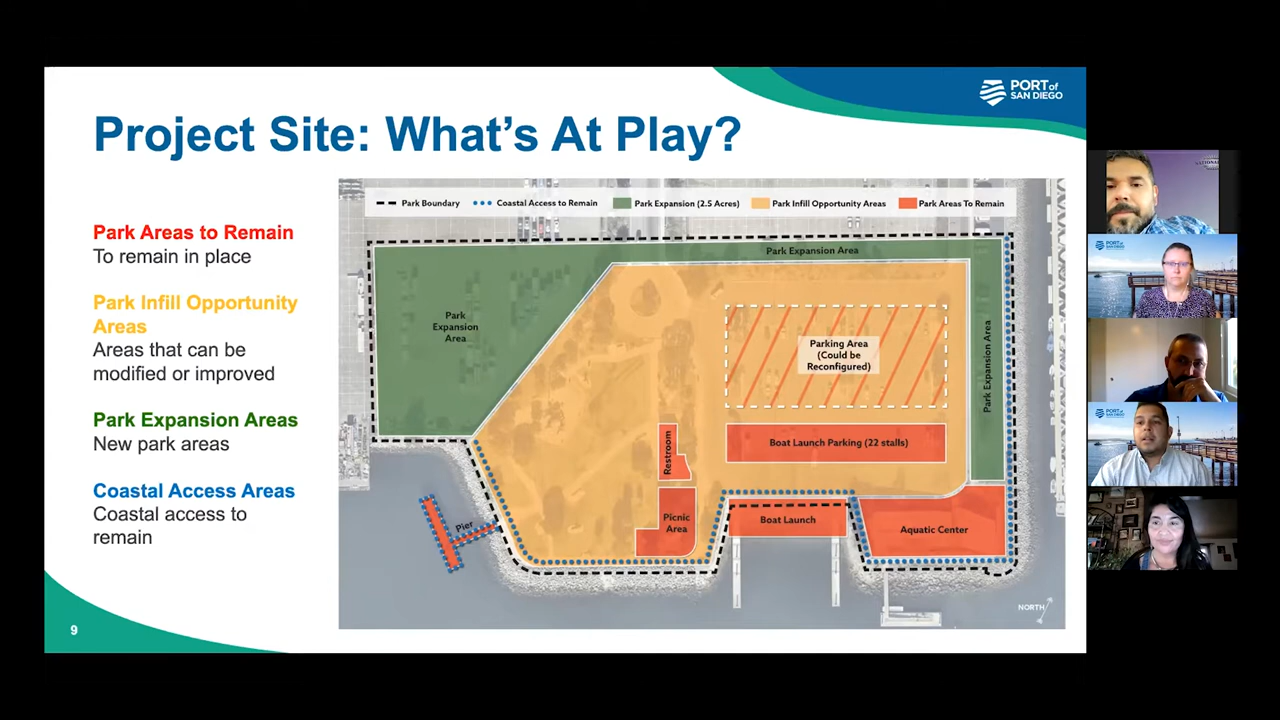 PORT of
SAN DIEGO
Project Site: What's At Play?
Park Areas to Remain
To remain in place
Park Infill Opportunity
Areas
Areas that can be
modified or improved
Park Expansion Areas
New park areas
Coastal Access Areas
Coastal access to
remain
9
Park Boundary
Coastal Access to Remain
Park Expansion (2.5 Acres)
Park Infill Opportunity Areas
Park Areas To Remain
Park Expansion Area
Park
Expansion
Area
Parking Area
(Could be
Reconfigured)
Park Expansion Area
Boat Launch Parking (22 stalls)
Restroom
Picnic
Area
Pier
Boat Launch
Aquatic Center
NORTH